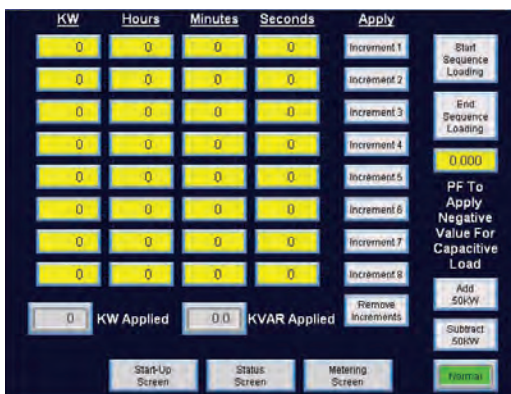 KW Hours Minutes Seconds Apply
0 0 0 0 Increment 1
0 0 0 0 Increment 2
0 0 0 0 Increment 3
0 0 0 0 Increment 4
0 0 0 0 Increment 5
0 0 0 0 Increment 6
0 0 0 0 Increment 7
0 0 0 0 Increment 8
0 KW Applied 0.0 KVAR Applied
Remove
Increments
Start
Sequence
Loading
End
Sequence
Loading
0.000
PF To
Apply
Negative
Value For
Capacitive
Load
Add
50KW
Subtract
50KW
Normal
Start-Up
Screen
Status
Screen
Metering
Screen